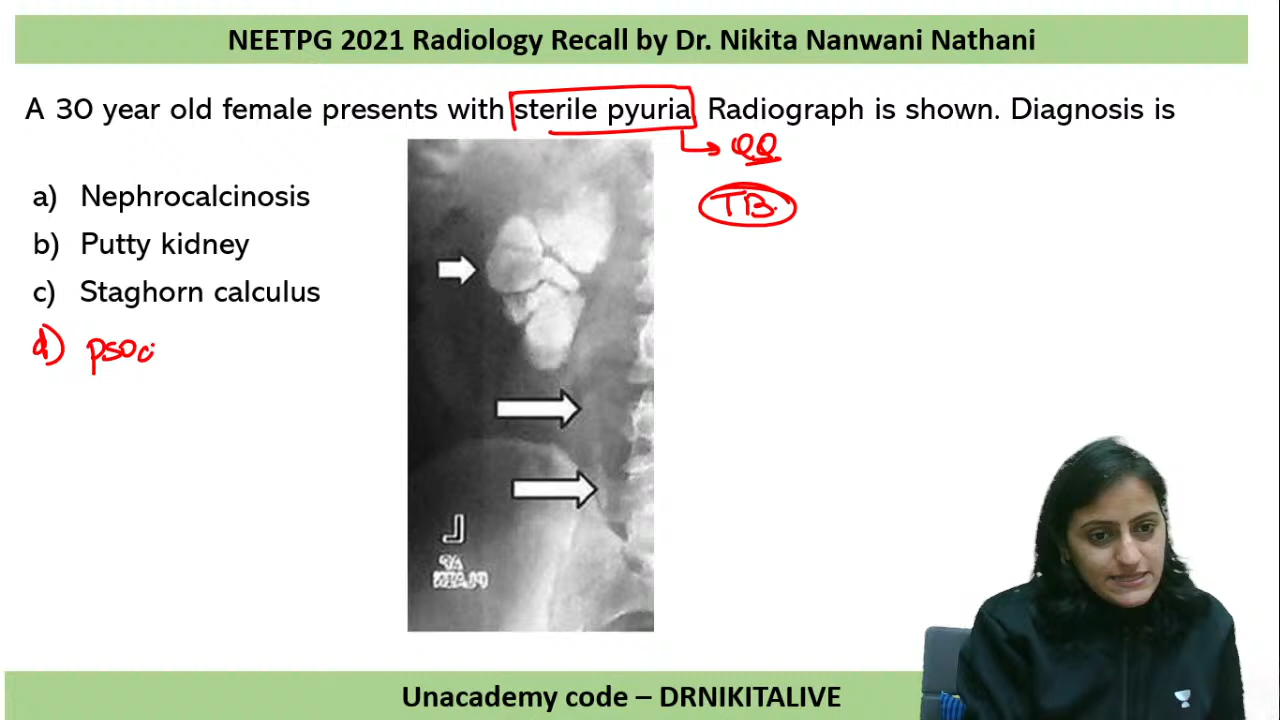 NEETPG 2021 Radiology Recall by Dr. Nikita Nanwani Nathani
A 30 year old female presents with sterile pyuria. Radiograph is shown. Diagnosis is
a) Nephrocalcinosis
TB.
b) Putty kidney
c) Staghorn calculus
d) psoa
L
AP
Unacademy code – DRNIKITALIVE